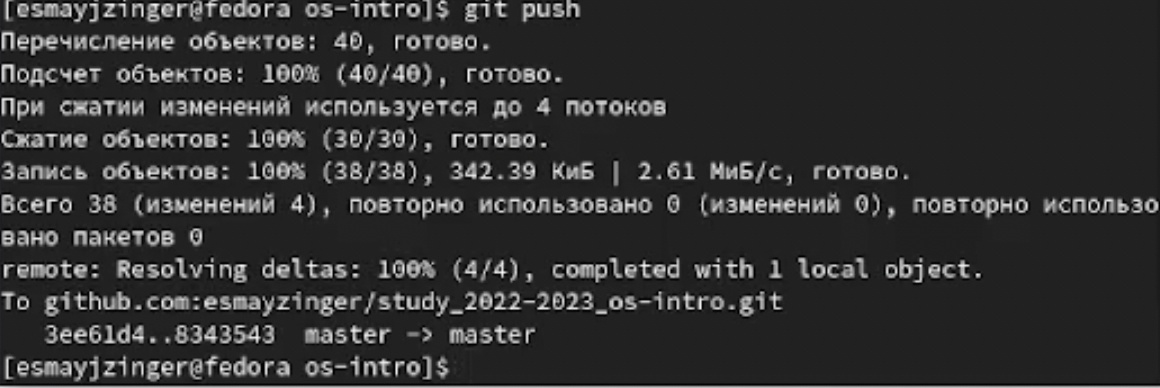 [esmayjzinger@fedora os-intro]$ git push
Перечисление объектов: 40, готово.
Подсчет объектов: 100% (40/40), готово.
При сжатии изменений используется до 4 потоков
Сжатие объектов: 100% (30/30), готово.
Запись объектов: 100% (38/38), 342.39 КиБ | 2.61 МиБ/с, готово.
Всего 38 (изменений 4), повторно использовано 0 (изменений 0), повторно использо
вано пакетов 0
remote: Resolving deltas: 100% (4/4), completed with 1 local object.
To github.com:esmayzinger/study_2022-2023_os-intro.git
   3ee61d4..8343543  master -> master
[esmayjzinger@fedora os-intro]$